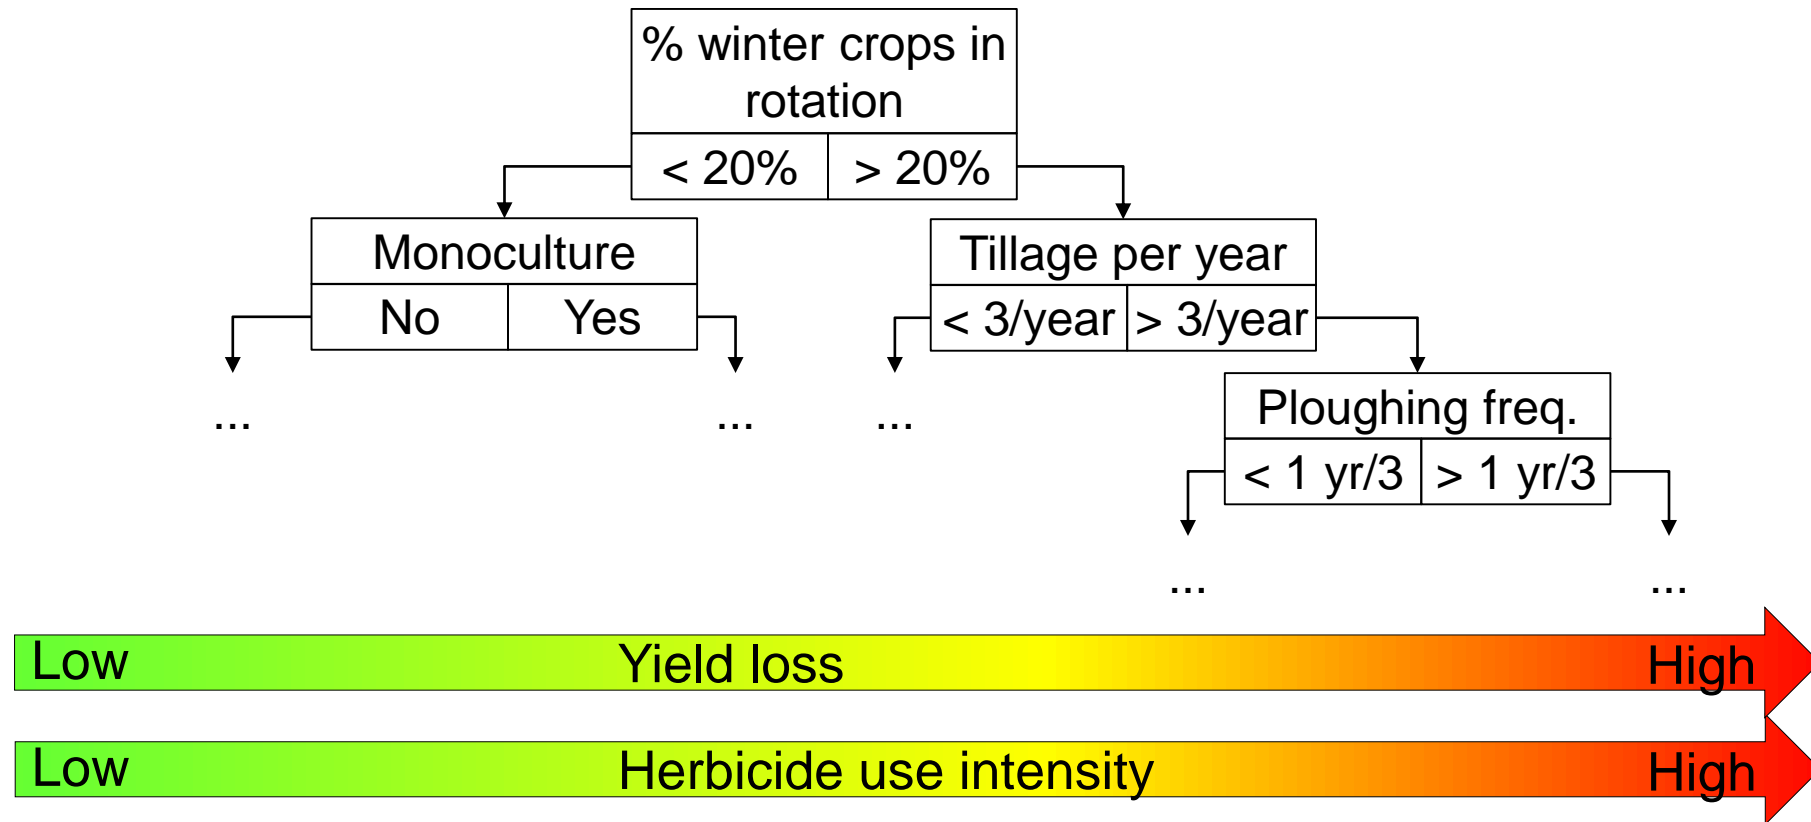 % winter crops in
rotation
< 20% > 20%
Monoculture
No Yes
Tillage per year
< 3/year > 3/year
Ploughing freq.
< 1 yr/3 > 1 yr/3
...
...
...
...
...
Low Yield loss High
Low Herbicide use intensity High